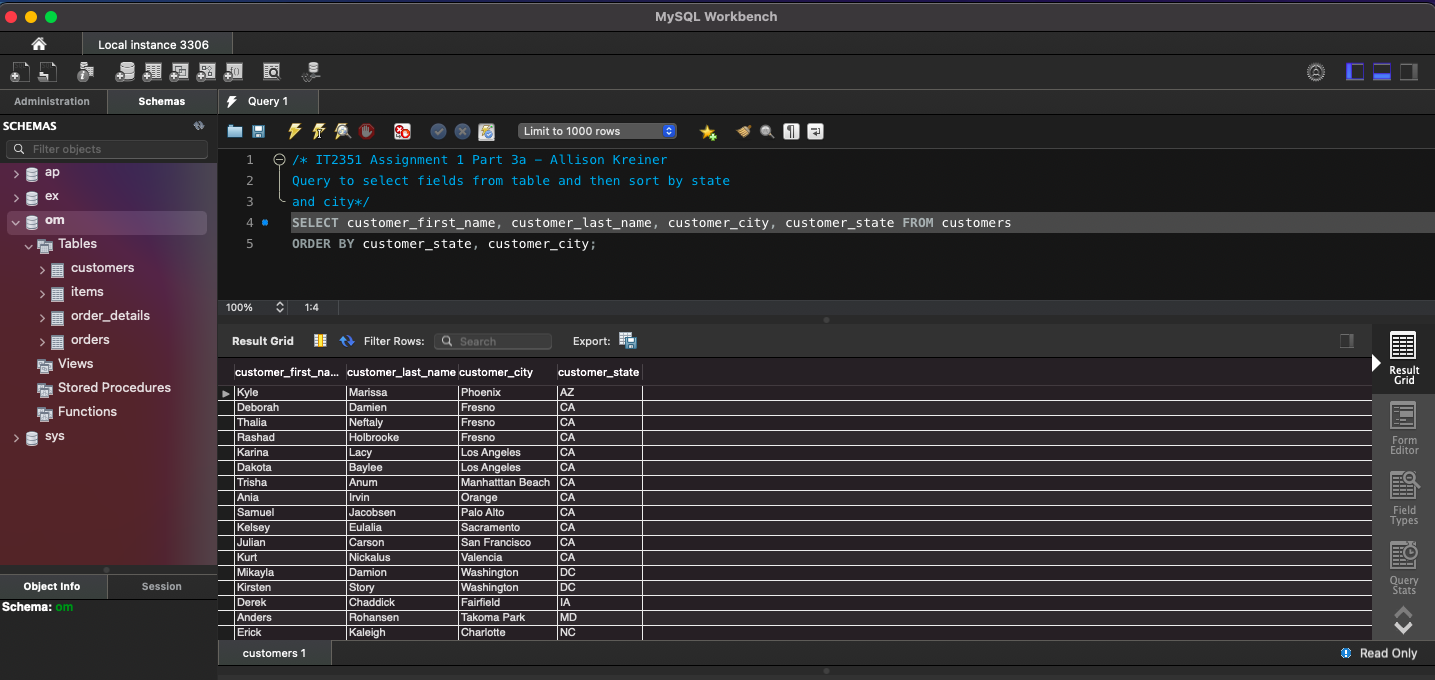 MySQL Workbench
Local instance 3306
Administration
Schemas
Query 1
SCHEMAS
Filter objects
ap
ex
om
Tables
customers
items
order_details
orders
Views
Stored Procedures
Functions
sys
Object Info
Session
Schema: om
Limit to 1000 rows
1 /* IT2351 Assignment 1 Part 3a - Allison Kreiner
2 Query to select fields from table and then sort by state
3 and city*/
4 SELECT customer_first_name, customer_last_name, customer_city, customer_state FROM customers
5 ORDER BY customer_state, customer_city;
100% 1:4
Result Grid Filter Rows: Search Export:
customer_first_na... customer_last_name customer_city customer_state
Kyle Marissa Phoenix AZ
Deborah Damien Fresno CA
Thalia Neftaly Fresno CA
Rashad Holbrooke Fresno CA
Karina Lacy Los Angeles CA
Dakota Baylee Los Angeles CA
Trisha Anum Manhatttan Beach CA
Ania Irvin Orange CA
Samuel Jacobsen Palo Alto CA
Kelsey Eulalia Sacramento CA
Julian Carson San Francisco CA
Kurt Nickalus Valencia CA
Mikayla Damion Washington DC
Kirsten Story Washington DC
Derek Chaddick Fairfield IA
Anders Rohansen Takoma Park MD
Erick Kaleigh Charlotte NC
Result
Grid
Form
Editor
Field
Types
Query
Stats
customers 1
Read Only